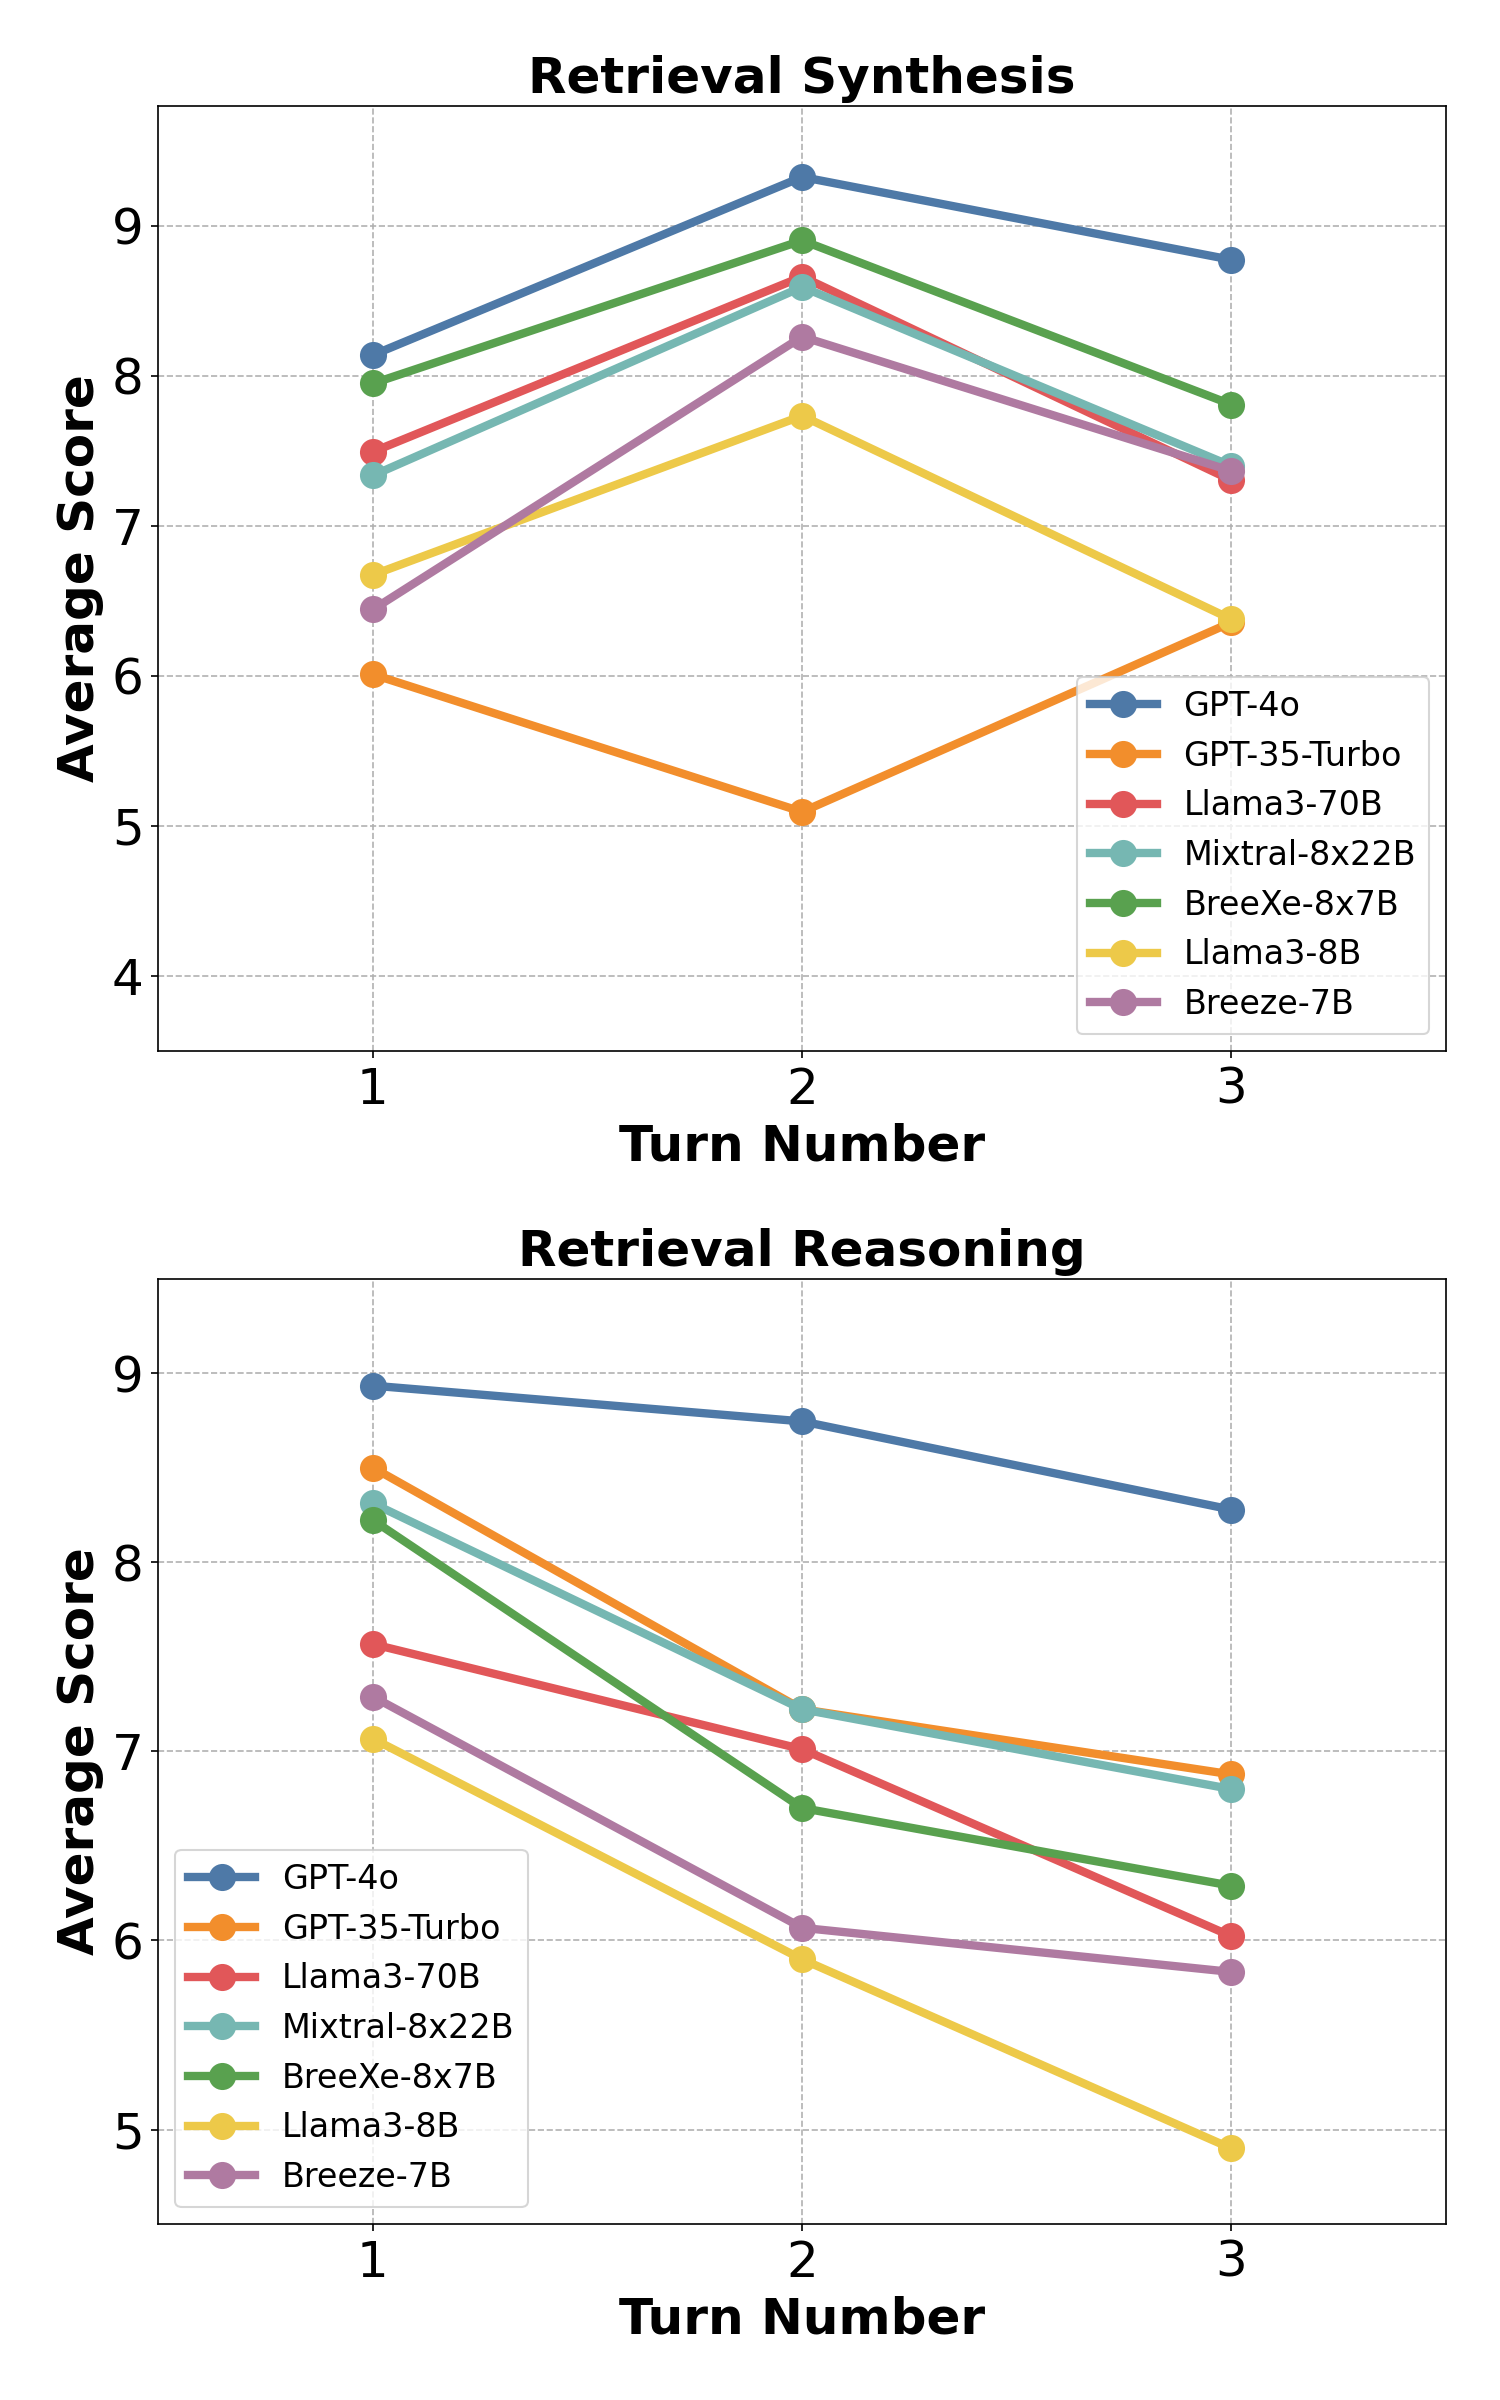 Retrieval Synthesis
Average Score
9
8
7
6
5
4
GPT-4o
GPT-35-Turbo
Llama3-70B
Mixtral-8x22B
BreeXe-8x7B
Llama3-8B
Breeze-7B
1 2 3
Turn Number
Retrieval Reasoning
Average Score
9
8
7
6
5
GPT-4o
GPT-35-Turbo
Llama3-70B
Mixtral-8x22B
BreeXe-8x7B
Llama3-8B
Breeze-7B
1 2 3
Turn Number